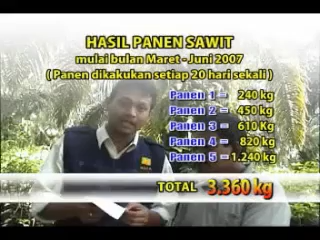 HASIL PANEN SAWIT
mulai bulan Maret - Juni 2007
( Panen dikakukan setiap 20 hari sekali )
Panen 1 = 240 kg
Panen 2 = 450 kg
Panen 3 = 610 Kg
Panen 4 = 820 kg
Panen 5 = 1.240 kg
TOTAL 3.360 kg